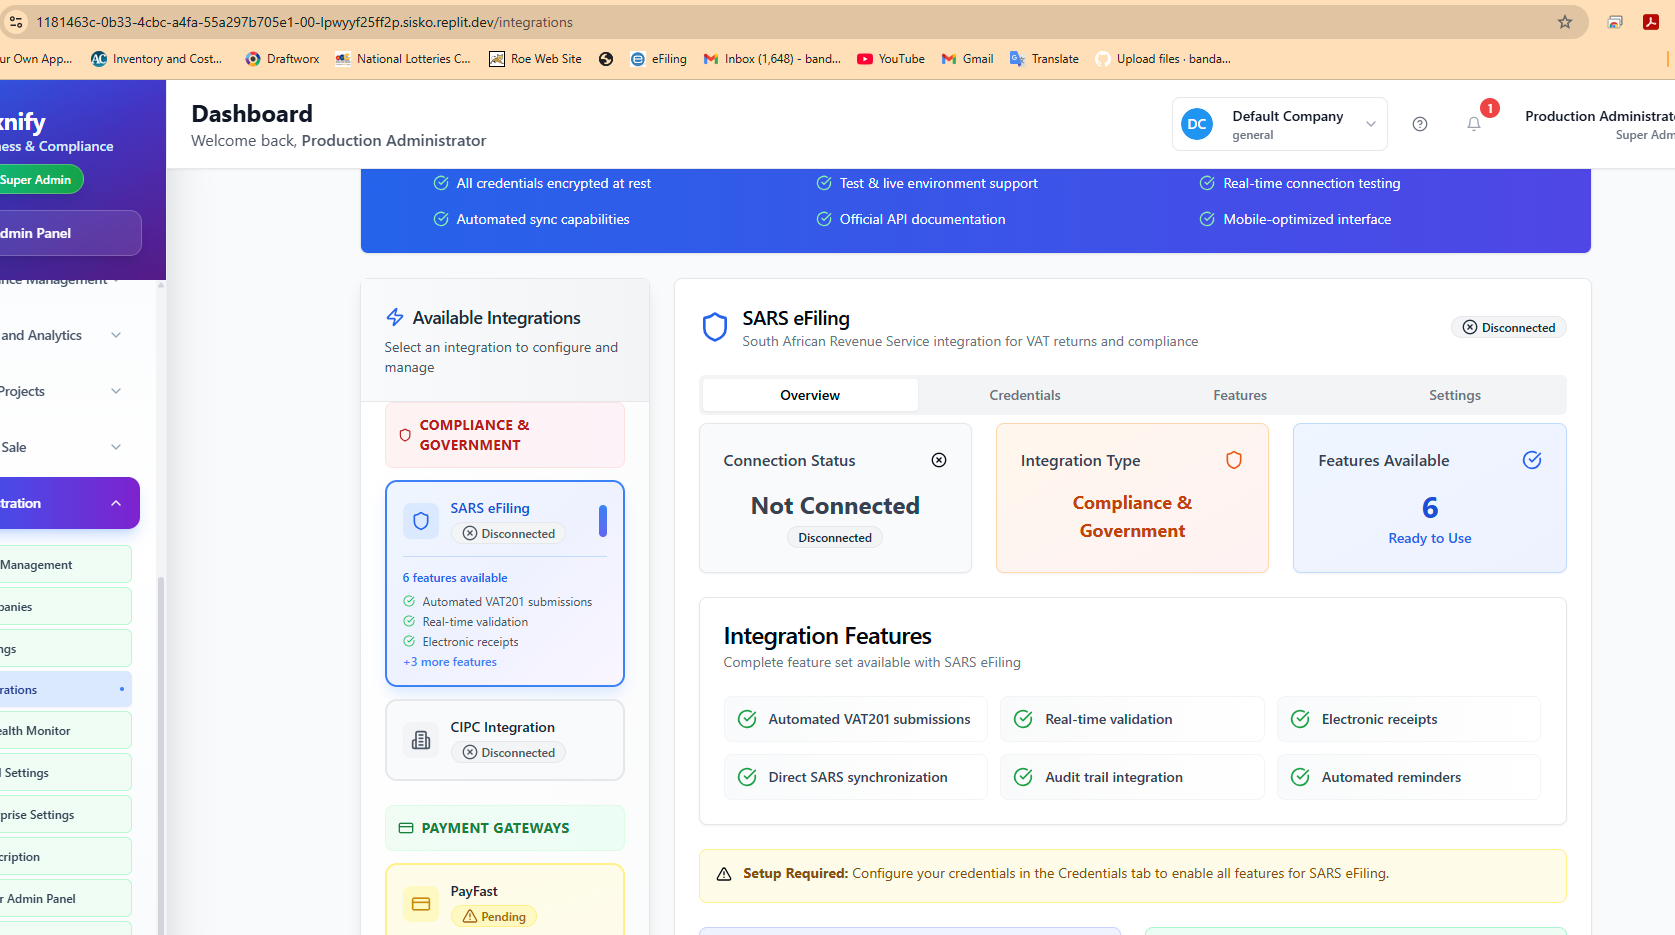 1181463c-0b33-4cbc-a4fa-55a297b705e1-00-lpwyyf25ff2p.sisko.replit.dev/integrations
ur Own App...
Inventory and Cost...
Draftworx
National Lotteries C...
Roe Web Site
eFiling
Inbox (1,648) - band...
YouTube
Gmail
Translate
Upload files · banda...
xnify
ness & Compliance
Super Admin
dmin Panel
nce Management
and Analytics
Projects
Sale
stration
Management
panies
ngs
rations
ealth Monitor
l Settings
rprise Settings
cription
r Admin Panel
Dashboard
Welcome back, Production Administrator
DC
Default Company
general
1
Production Administrat
Super Adm
All credentials encrypted at rest
Test & live environment support
Real-time connection testing
Automated sync capabilities
Official API documentation
Mobile-optimized interface
Available Integrations
Select an integration to configure and
manage
COMPLIANCE &
GOVERNMENT
SARS eFiling
Disconnected
6 features available
Automated VAT201 submissions
Real-time validation
Electronic receipts
+3 more features
CIPC Integration
Disconnected
PAYMENT GATEWAYS
PayFast
Pending
SARS eFiling
South African Revenue Service integration for VAT returns and compliance
Disconnected
Overview
Credentials
Features
Settings
Connection Status
Not Connected
Disconnected
Integration Type
Compliance &
Government
Features Available
6
Ready to Use
Integration Features
Complete feature set available with SARS eFiling
Automated VAT201 submissions
Real-time validation
Electronic receipts
Direct SARS synchronization
Audit trail integration
Automated reminders
Setup Required: Configure your credentials in the Credentials tab to enable all features for SARS eFiling.